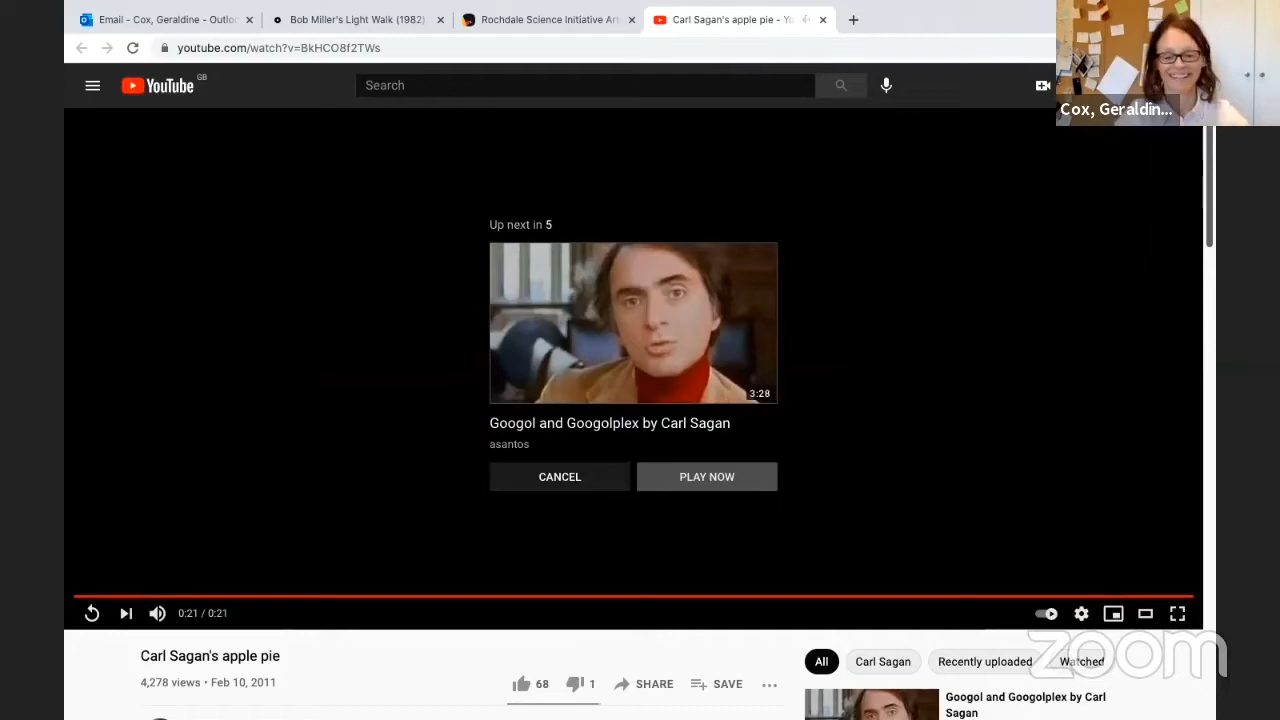 Email - Cox, Geraldine - Outlo
Bob Miller's Light Walk (1982)
Rochdale Science Initiative Art
Carl Sagan's apple pie - Yo
youtube.com/watch?v=BkHCO8f2TWs
YouTube GB
Search
Cox, Geraldin...
Up next in 5
3:28
Googol and Googolplex by Carl Sagan
asantos
CANCEL
PLAY NOW
0:21 / 0:21
Carl Sagan's apple pie
4,278 views • Feb 10, 2011
68
1
SHARE
SAVE
All
Carl Sagan
Recently uploaded
Watched
zoom
Googol and Googolplex by Carl
Sagan